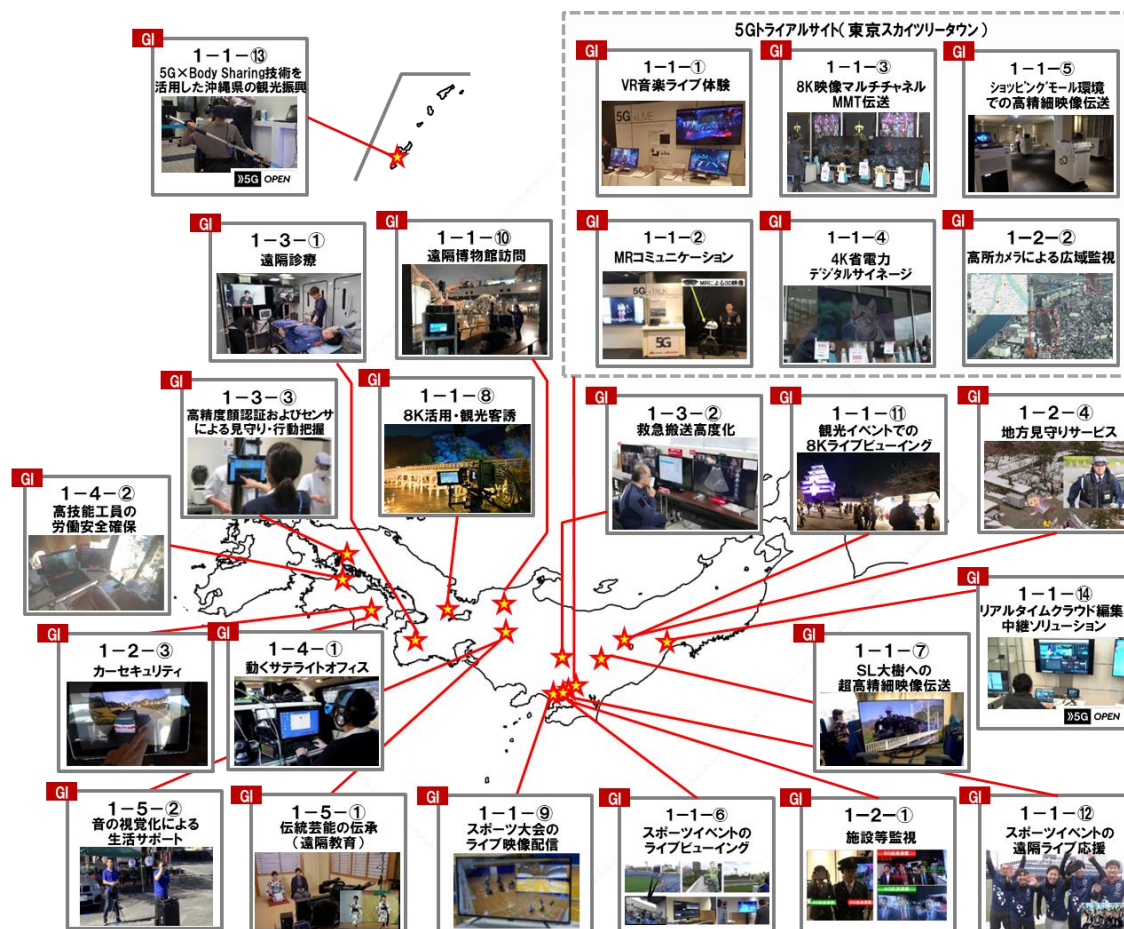 GI
1-1-⑬
5G×Body Sharing技術を
活用した沖縄県の観光振興
》5G OPEN
5Gトライアルサイト(東京スカイツリータウン)
GI
1-1-①
VR音楽ライブ体験
5G ×LIVE
GI
1-1-③
8K映像マルチチャネル
MMT伝送
GI
1-1-⑤
ショッピングモール環境
での高精細映像伝送
GI
1-1-②
MRコミュニケーション
5G ×TALK
MRによる3D映像
5G
GI
1-1-④
4K省電力
デジタルサイネージ
GI
1-2-②
高所カメラによる広域監視
GI
1-3-①
遠隔診療
GI
1-1-⑩
遠隔博物館訪問
GI
1-3-③
高精度顔認証およびセンサ
による見守り・行動把握
GI
1-1-⑧
8K活用・観光客誘
GI
1-3-②
救急搬送高度化
GI
1-1-⑪
観光イベントでの
8Kライブビューイング
GI
1-2-④
地方見守りサービス
GI
1-4-②
高技能工員の
労働安全確保
GI
1-2-③
カーセキュリティ
GI
1-4-①
動くサテライトオフィス
GI
1-1-⑦
SL大樹への
超高精細映像伝送
GI
1-1-⑭
リアルタイムクラウド編集
中継ソリューション
》5G OPEN
GI
1-5-②
音の視覚化による
生活サポート
GI
1-5-①
伝統芸能の伝承
(遠隔教育)
GI
1-1-⑨
スポーツ大会の
ライブ映像配信
GI
1-1-⑥
スポーツイベントの
ライブビューイング
GI
1-2-①
施設等監視
GI
1-1-⑫
スポーツイベントの
遠隔ライブ応援